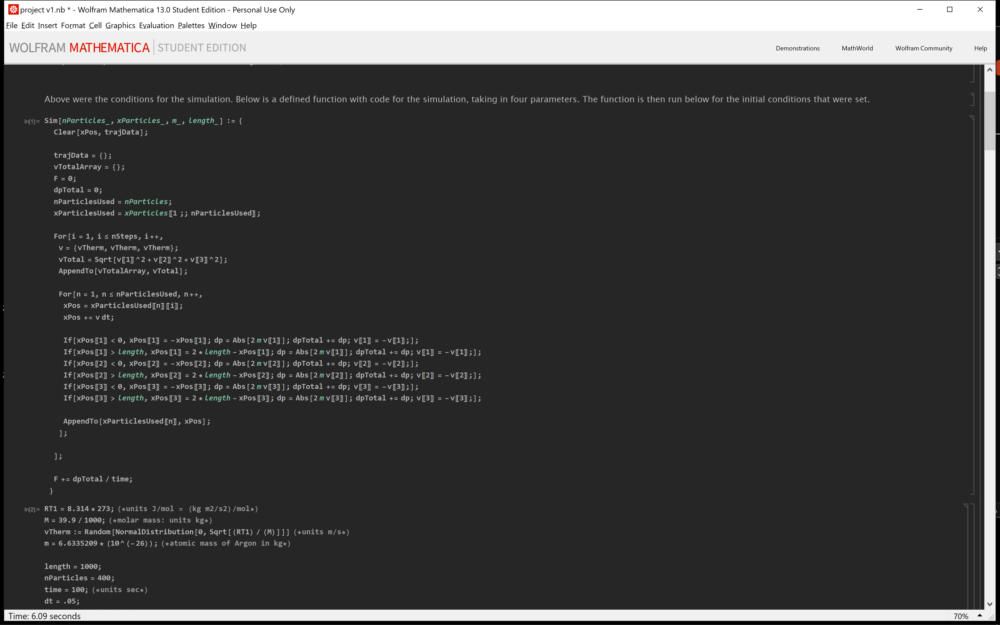 project v1.nb * - Wolfram Mathematica 13.0 Student Edition - Personal Use Only
File Edit Insert Format Cell Graphics Evaluation Palettes Window Help
WOLFRAM MATHEMATICA | STUDENT EDITION
Demonstrations MathWorld Wolfram Community Help
Above were the conditions for the simulation. Below is a defined function with code for the simulation, taking in four parameters. The function is then run below for the initial conditions that were set.
In[1]:= Sim[nParticles_, xParticles_, m_, length_] := {
Clear[xPos, trajData];
trajData = {};
vTotalArray = {};
F = 0;
dpTotal = 0;
nParticlesUsed = nParticles;
xParticlesUsed = xParticles〚1 ;; nParticlesUsed〛;
For[i = 1, i ≤ nSteps, i++,
v = {vTherm, vTherm, vTherm};
vTotal = Sqrt[v〚1〛^2 + v〚2〛^2 + v〚3〛^2];
AppendTo[vTotalArray, vTotal];
For[n = 1, n ≤ nParticlesUsed, n++,
xPos = xParticlesUsed〚n〛〚i〛;
xPos += v dt;
If[xPos〚1〛 < 0, xPos〚1〛 = -xPos〚1〛; dp = Abs[2 m v〚1〛]; dpTotal += dp; v〚1〛 = -v〚1〛;];
If[xPos〚1〛 > length, xPos〚1〛 = 2 * length - xPos〚1〛; dp = Abs[2 m v〚1〛]; dpTotal += dp; v〚1〛 = -v〚1〛;];
If[xPos〚2〛 < 0, xPos〚2〛 = -xPos〚2〛; dp = Abs[2 m v〚2〛]; dpTotal += dp; v〚2〛 = -v〚2〛;];
If[xPos〚2〛 > length, xPos〚2〛 = 2 * length - xPos〚2〛; dp = Abs[2 m v〚2〛]; dpTotal += dp; v〚2〛 = -v〚2〛;];
If[xPos〚3〛 < 0, xPos〚3〛 = -xPos〚3〛; dp = Abs[2 m v〚3〛]; dpTotal += dp; v〚3〛 = -v〚3〛;];
If[xPos〚3〛 > length, xPos〚3〛 = 2 * length - xPos〚3〛; dp = Abs[2 m v〚3〛]; dpTotal += dp; v〚3〛 = -v〚3〛;];
AppendTo[xParticlesUsed〚n〛, xPos];
];
];
F += dpTotal / time;
}
In[2]:= RT1 = 8.314 * 273; (*units J/mol = (kg m2/s2)/mol*)
M = 39.9 / 1000; (*molar mass: units kg*)
vTherm := Random[NormalDistribution[0, Sqrt[(RT1) / (M)]]] (*units m/s*)
m = 6.6335209 * (10^(-26)); (*atomic mass of Argon in kg*)
length = 1000;
nParticles = 400;
time = 100; (*units sec*)
dt = .05;
Time: 6.09 seconds
70%